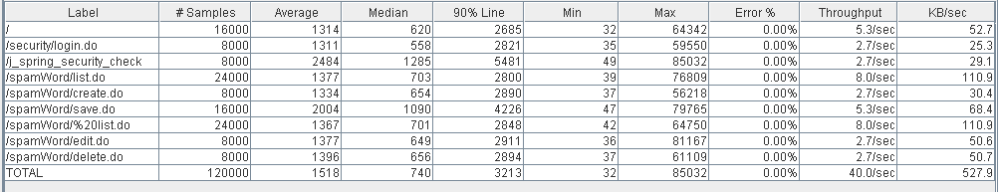 Label # Samples Average Median 90% Line Min Max Error % Throughput KB/sec
/ 16000 1314 620 2685 32 64342 0.00% 5.3/sec 52.7
/security/login.do 8000 1311 558 2821 35 59550 0.00% 2.7/sec 25.3
/j_spring_security_check 8000 2484 1285 5481 49 85032 0.00% 2.7/sec 29.1
/spamWord/list.do 24000 1377 703 2800 39 76809 0.00% 8.0/sec 110.9
/spamWord/create.do 8000 1334 654 2890 37 56218 0.00% 2.7/sec 30.4
/spamWord/save.do 16000 2004 1090 4226 47 79765 0.00% 5.3/sec 68.4
/spamWord/%20list.do 24000 1367 701 2848 42 64750 0.00% 8.0/sec 110.9
/spamWord/edit.do 8000 1377 649 2911 36 81167 0.00% 2.7/sec 50.6
/spamWord/delete.do 8000 1396 656 2894 37 61109 0.00% 2.7/sec 50.7
TOTAL 120000 1518 740 3213 32 85032 0.00% 40.0/sec 527.9